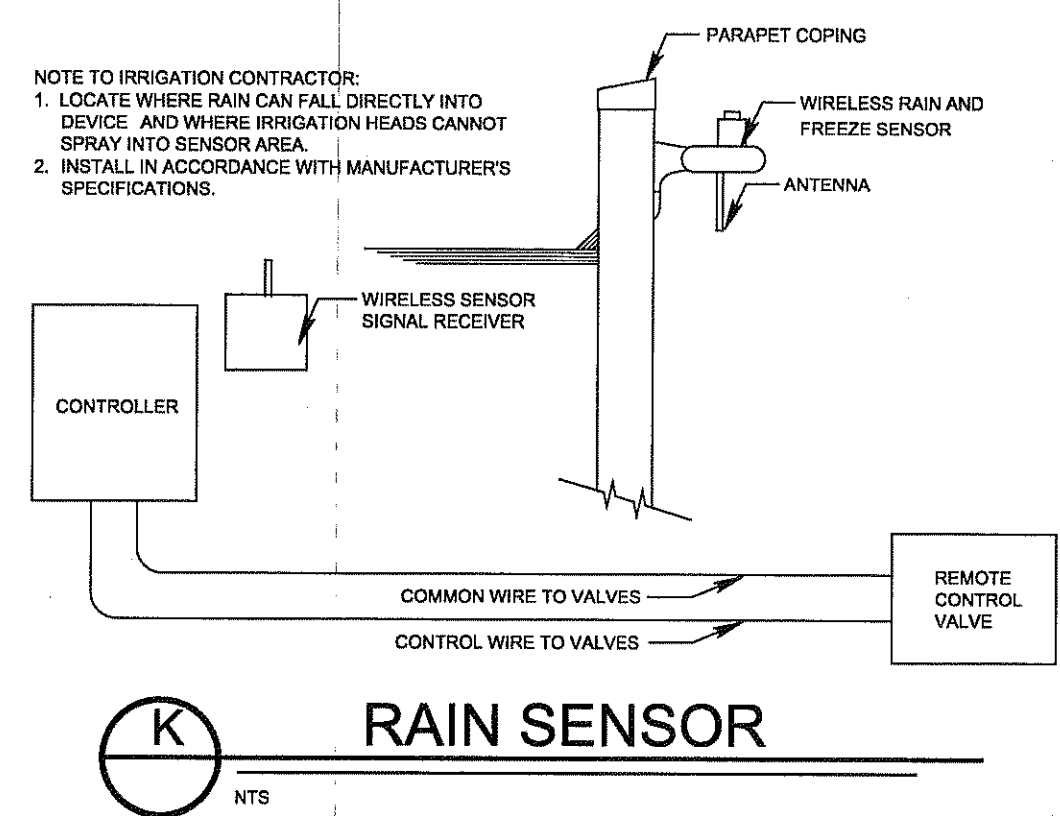 PARAPET COPING
NOTE TO IRRIGATION CONTRACTOR:
1. LOCATE WHERE RAIN CAN FALL DIRECTLY INTO
DEVICE AND WHERE IRRIGATION HEADS CANNOT
SPRAY INTO SENSOR AREA.
2. INSTALL IN ACCORDANCE WITH MANUFACTURER'S
SPECIFICATIONS.
WIRELESS RAIN AND
FREEZE SENSOR
ANTENNA
WIRELESS SENSOR
SIGNAL RECEIVER
CONTROLLER
COMMON WIRE TO VALVES
CONTROL WIRE TO VALVES
REMOTE
CONTROL
VALVE
K
RAIN SENSOR
NTS